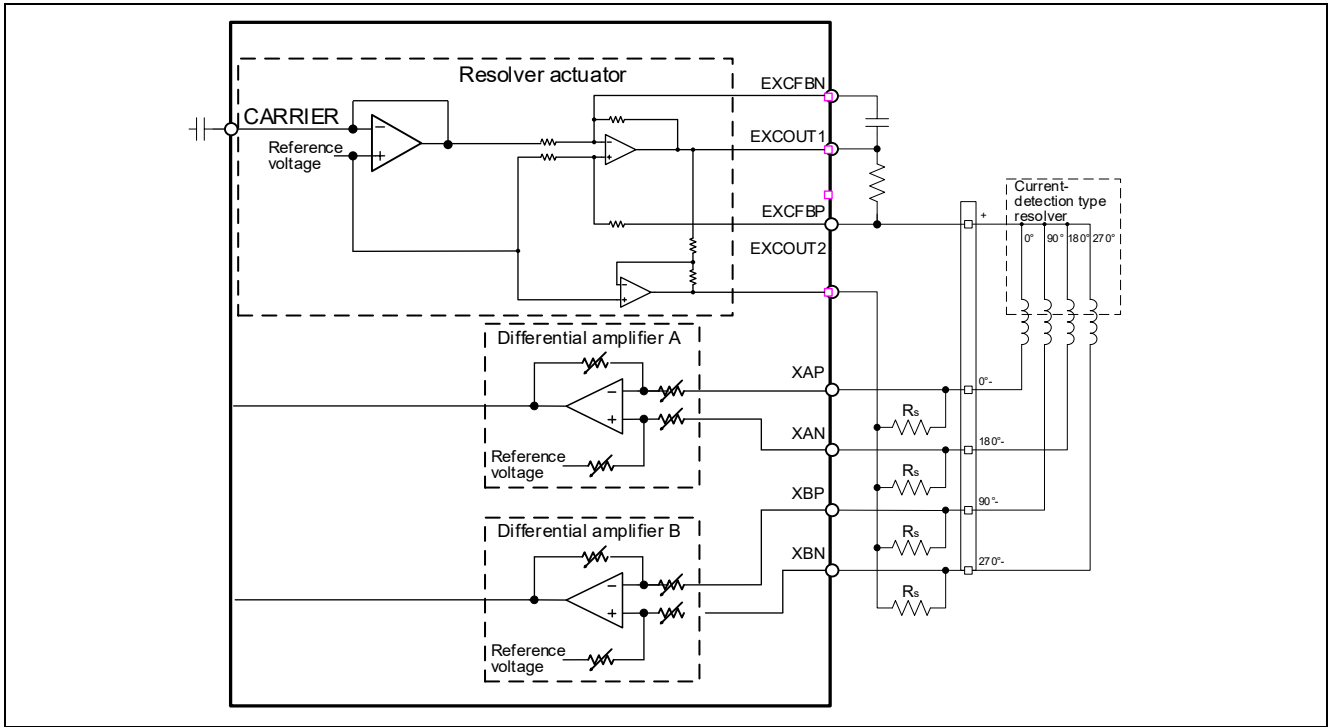 Resolver actuator
EXCFBN
CARRIER
Reference
voltage
−
+
−
+
EXCOUT1
EXCFBP
+
EXCOUT2
−
+
Current-
detection type
resolver
0°
90°
180°
270°
Differential amplifier A
−
+
Reference
voltage
XAP
0°-
Rs
XAN
180°-
Rs
Differential amplifier B
−
+
Reference
voltage
XBP
90°-
Rs
XBN
270°-
Rs